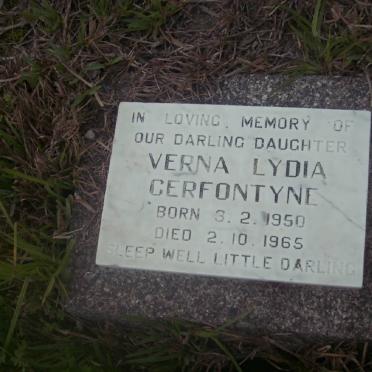 IN LOVING MEMORY OF
OUR DARLING DAUGHTER
VERNA LYDIA
CERFONTYNE
BORN 3.2.1950
DIED 2.10.1965
SLEEP WELL LITTLE DARLING